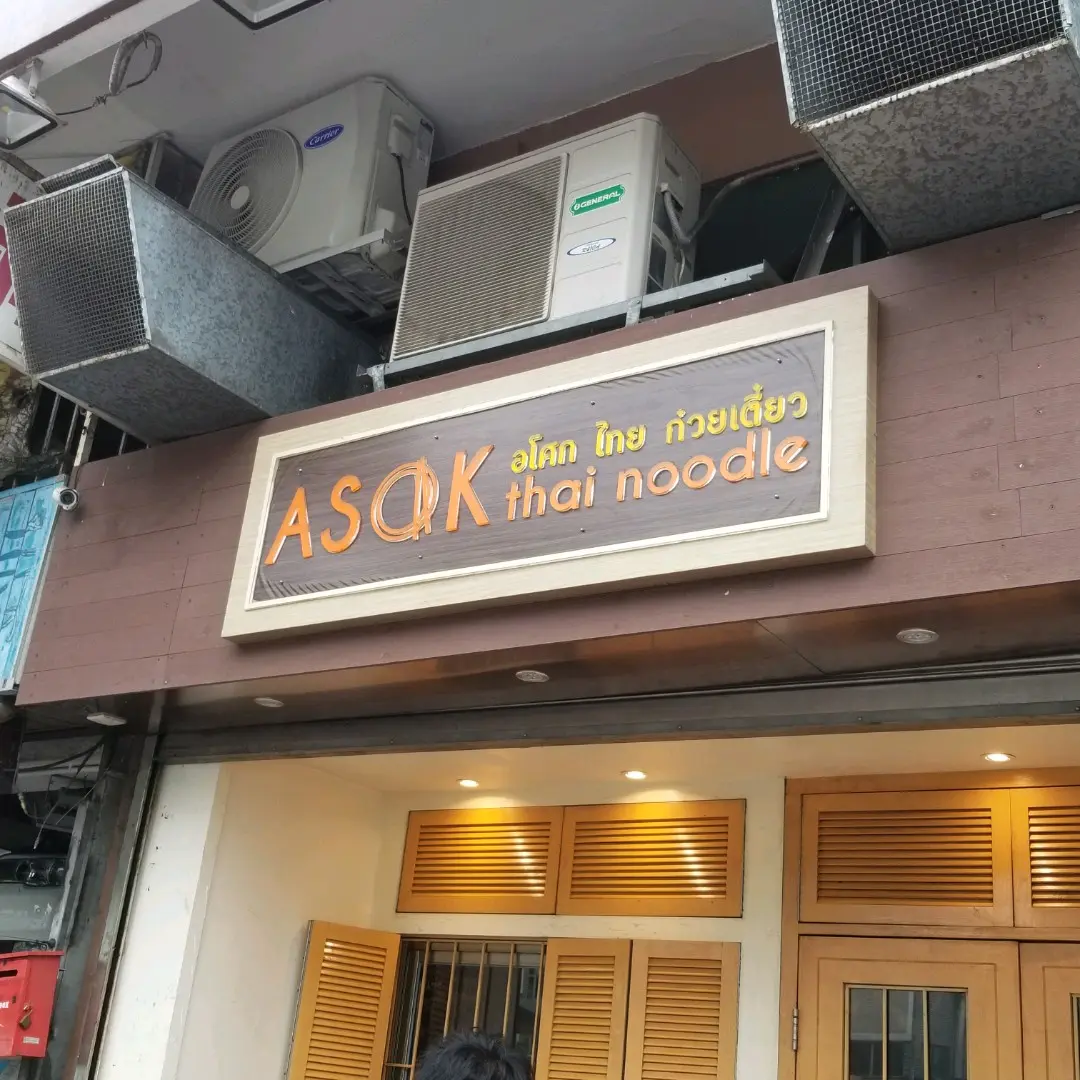 Carrier
GENERAL
ASOK
อโศก ไทย ก๋วยเตี๋ยว
thai noodle